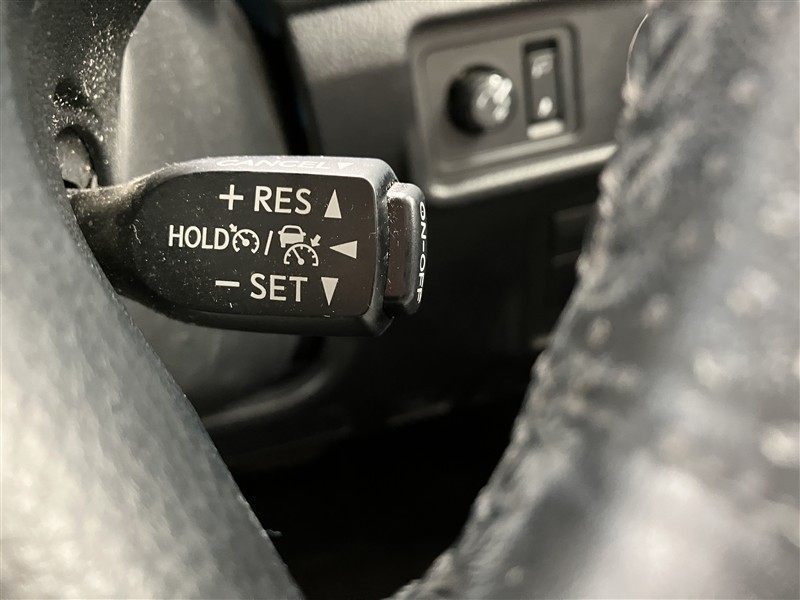 CANCEL ▼
+ RES ▲
HOLD / ◀
− SET ▼
ON-OFF